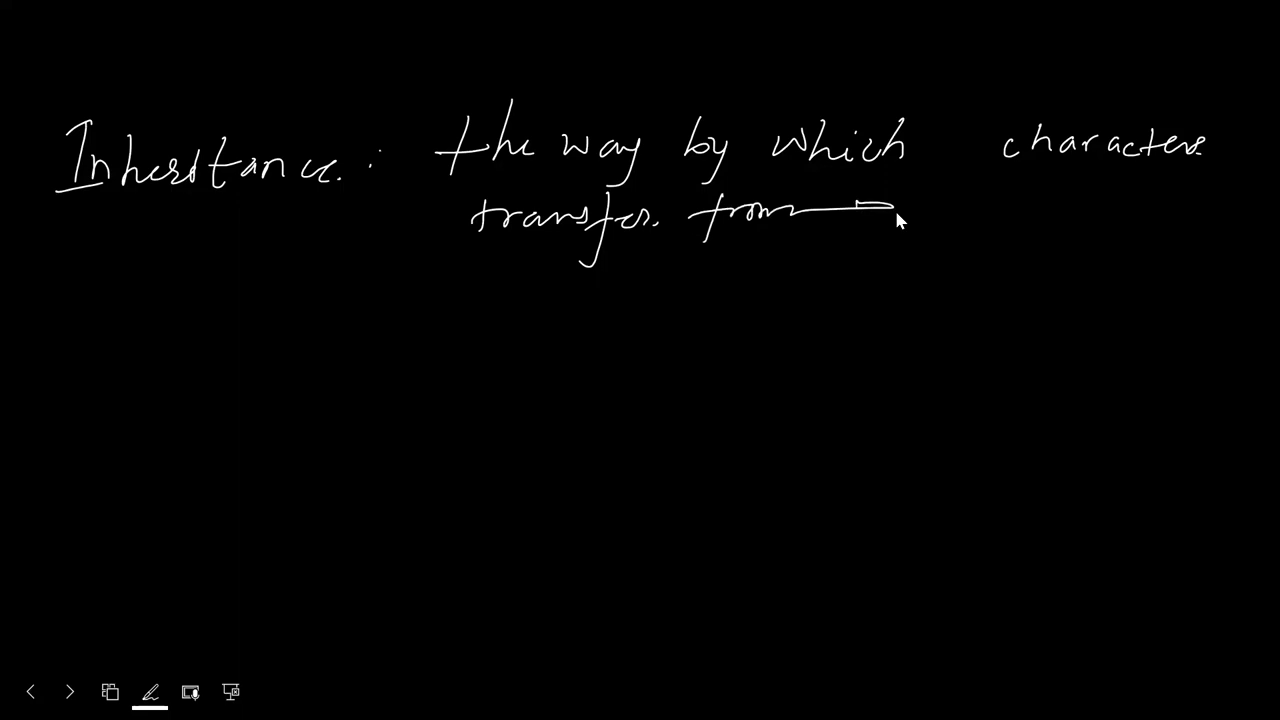 Inheritance : the way by which characters
transfer from